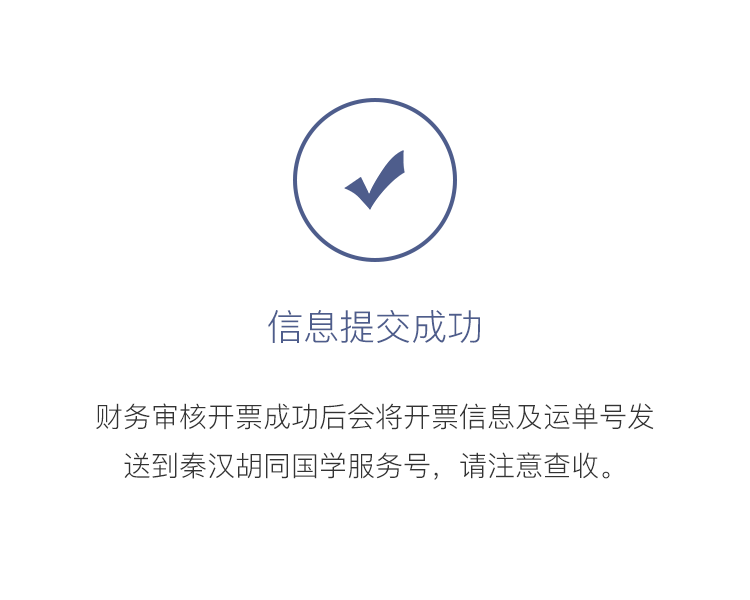 信息提交成功
财务审核开票成功后会将开票信息及运单号发
送到秦汉胡同国学服务号，请注意查收。